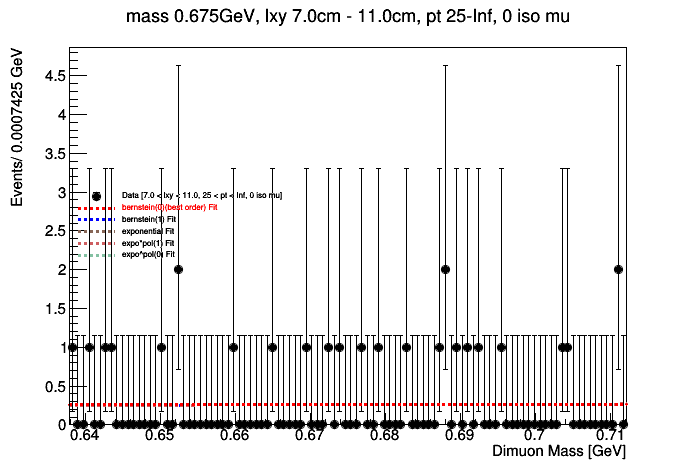 mass 0.675GeV, lxy 7.0cm - 11.0cm, pt 25-Inf, 0 iso mu
Events/ 0.0007425 GeV
4.5
4
3.5
3
2.5
2
1.5
1
0.5
0
Data [7.0 < lxy < 11.0, 25 < pt < Inf, 0 iso mu]
bernstein(0)(best order) Fit
bernstein(1) Fit
exponential Fit
expo*pol(1) Fit
expo^pol(0) Fit
0.64 0.65 0.66 0.67 0.68 0.69 0.7 0.71
Dimuon Mass [GeV]